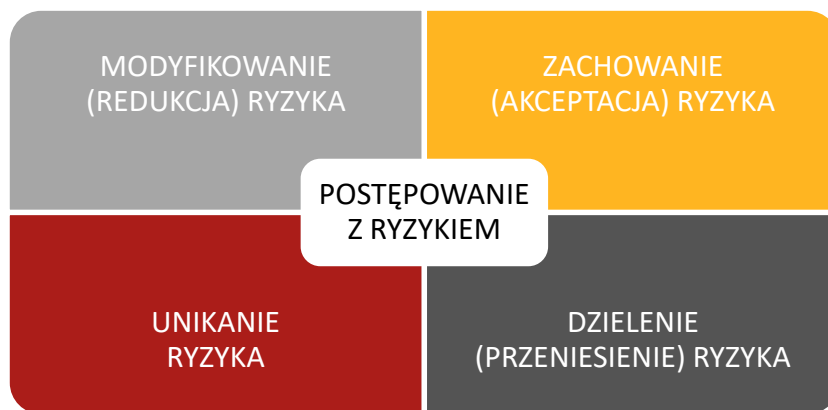 MODYFIKOWANIE
(REDUKCJA) RYZYKA
ZACHOWANIE
(AKCEPTACJA) RYZYKA
POSTĘPOWANIE
Z RYZYKIEM
UNIKANIE
RYZYKA
DZIELENIE
(PRZENIESIENIE) RYZYKA